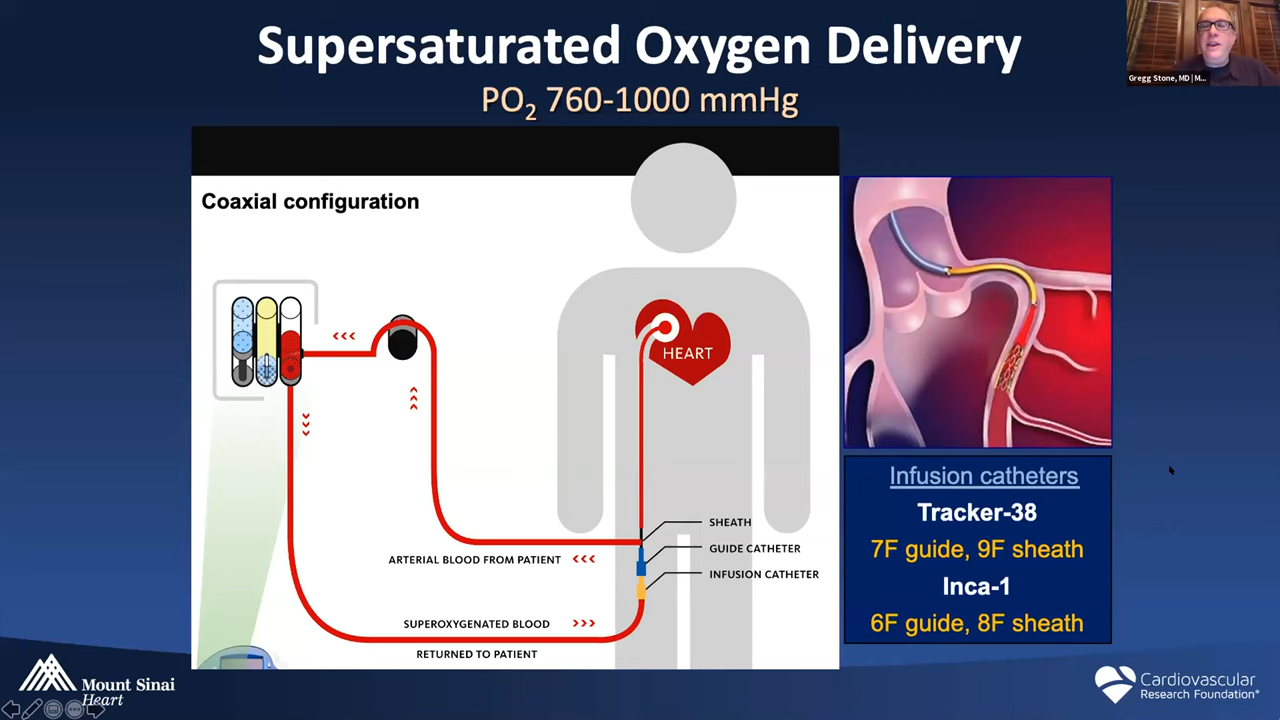 Supersaturated Oxygen Delivery
PO₂ 760-1000 mmHg
Gregg Stone, MD | M...
Coaxial configuration
HEART
SHEATH
GUIDE CATHETER
INFUSION CATHETER
ARTERIAL BLOOD FROM PATIENT
SUPEROXYGENATED BLOOD
RETURNED TO PATIENT
Infusion catheters
Tracker-38
7F guide, 9F sheath
Inca-1
6F guide, 8F sheath
Mount Sinai
Heart
Cardiovascular
Research Foundation®